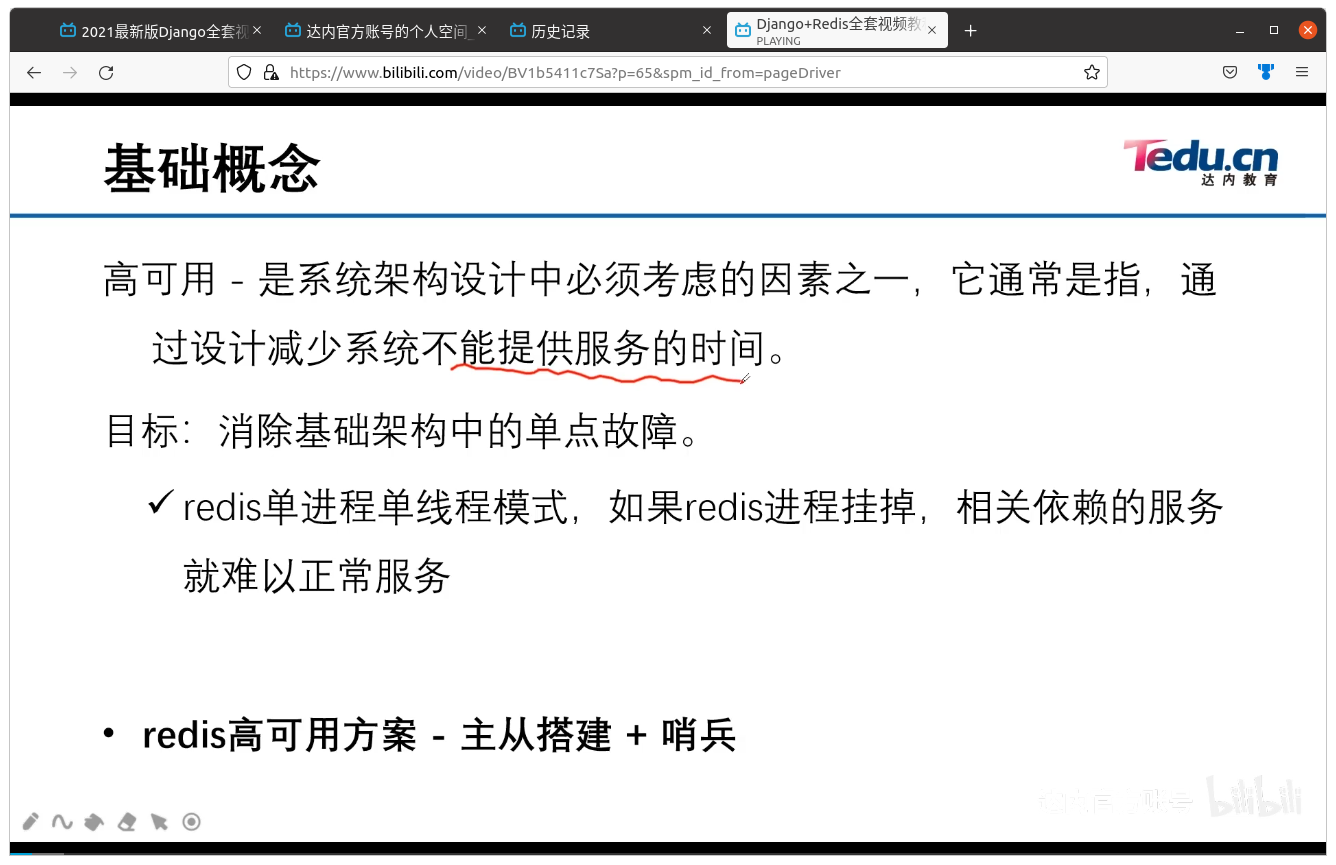 2021最新版Django全套视
达内官方账号的个人空间_
历史记录
Django+Redis全套视频教
PLAYING
https://www.bilibili.com/video/BV1b5411c7Sa?p=65&spm_id_from=pageDriver
基础概念
Tedu.cn
达内教育
高可用 - 是系统架构设计中必须考虑的因素之一，它通常是指，通
过设计减少系统不能提供服务的时间。
目标：消除基础架构中的单点故障。
✓ redis单进程单线程模式，如果redis进程挂掉，相关依赖的服务
就难以正常服务
• redis高可用方案 - 主从搭建 + 哨兵
bilibili